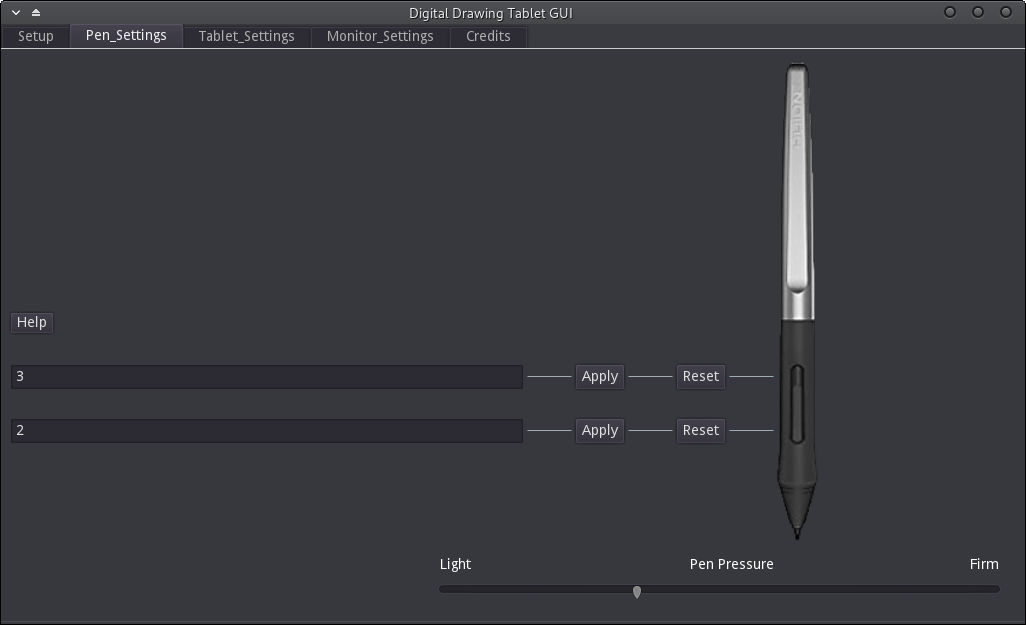 Digital Drawing Tablet GUI
Setup Pen_Settings Tablet_Settings Monitor_Settings Credits
HUION
Help
3 Apply Reset
2 Apply Reset
Light Pen Pressure Firm